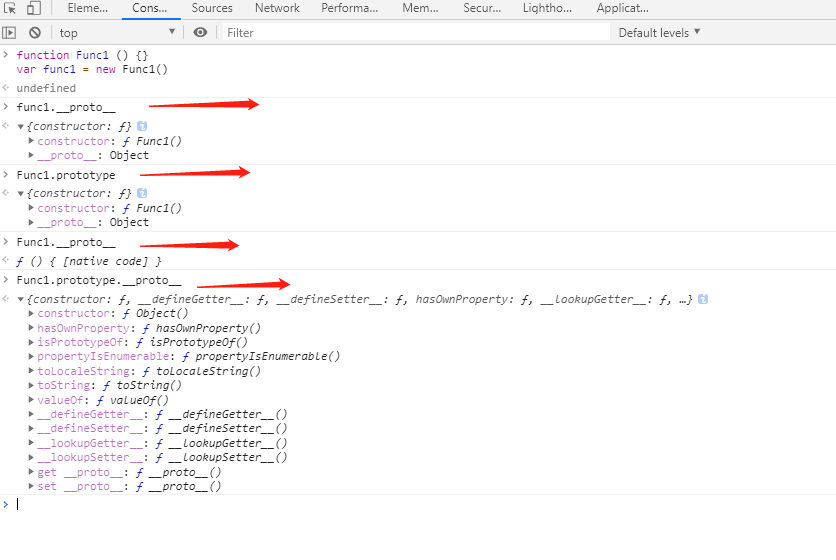 Eleme... Cons... Sources Network Performa... Mem... Secur... Lightho... Applicat...
top Filter Default levels
function Func1 () {}
var func1 = new Func1()
undefined
func1.__proto__
{constructor: ƒ} i
constructor: ƒ Func1()
__proto__: Object
Func1.prototype
{constructor: ƒ} i
constructor: ƒ Func1()
__proto__: Object
Func1.__proto__
ƒ () { [native code] }
Func1.prototype.__proto__
{constructor: ƒ, __defineGetter__: ƒ, __defineSetter__: ƒ, hasOwnProperty: ƒ, __lookupGetter__: ƒ, …} i
constructor: ƒ Object()
hasOwnProperty: ƒ hasOwnProperty()
isPrototypeOf: ƒ isPrototypeOf()
propertyIsEnumerable: ƒ propertyIsEnumerable()
toLocaleString: ƒ toLocaleString()
toString: ƒ toString()
valueOf: ƒ valueOf()
__defineGetter__: ƒ __defineGetter__()
__defineSetter__: ƒ __defineSetter__()
__lookupGetter__: ƒ __lookupGetter__()
__lookupSetter__: ƒ __lookupSetter__()
get __proto__: ƒ __proto__()
set __proto__: ƒ __proto__()